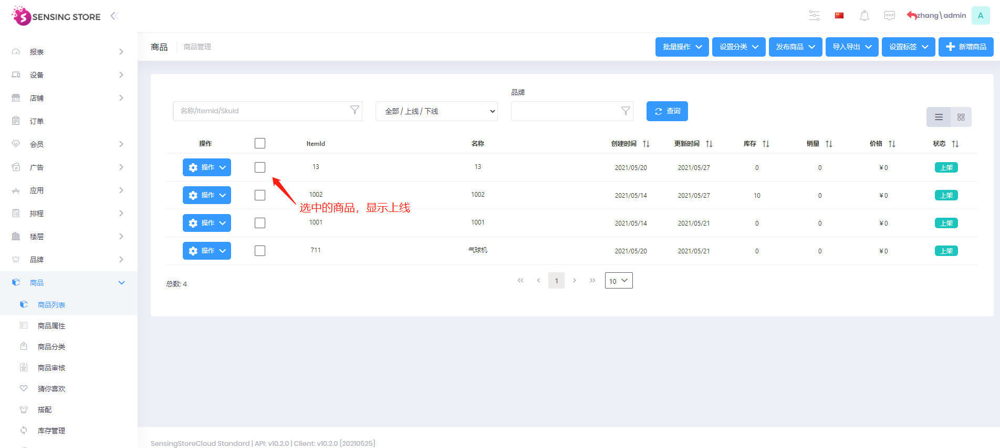 SENSING STORE
zhang\admin
A
商品
商品管理
批量操作
设置分类
发布商品
导入导出
设置标签
新增商品
报表
设备
店铺
订单
会员
广告
应用
排程
楼层
品牌
商品
商品列表
商品属性
商品分类
商品审核
猜你喜欢
搭配
库存管理
品牌
名称/ItemId/SkuId
全部 / 上线 / 下线
查询
操作 ItemId 名称 创建时间 更新时间 库存 销量 价格 状态
操作 13 13 2021/05/20 2021/05/27 0 0 ¥ 0 上架
操作 1002 1002 2021/05/14 2021/05/27 10 0 ¥ 0 上架
选中的商品，显示上线
操作 1001 1001 2021/05/14 2021/05/21 0 0 ¥ 0 上架
操作 711 气球机 2021/05/20 2021/05/21 0 0 ¥ 0 上架
总数: 4
« ‹ 1 › » 10
SensingStoreCloud Standard | API: v10.2.0 | Client: v10.2.0 [20210525]